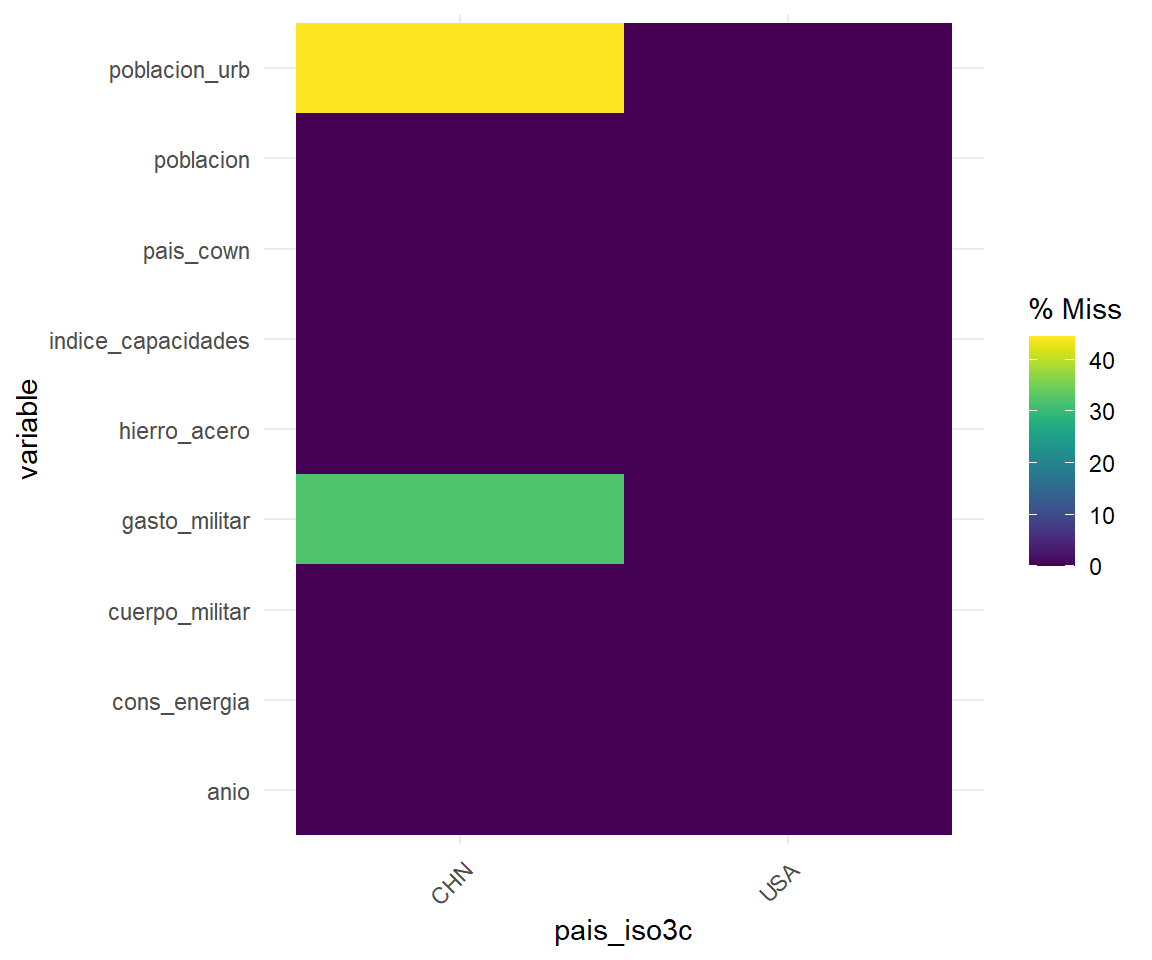 poblacion_urb
poblacion
pais_cown
indice_capacidades
hierro_acero
gasto_militar
cuerpo_militar
cons_energia
anio
variable
CHN
USA
pais_iso3c
% Miss
40
30
20
10
0